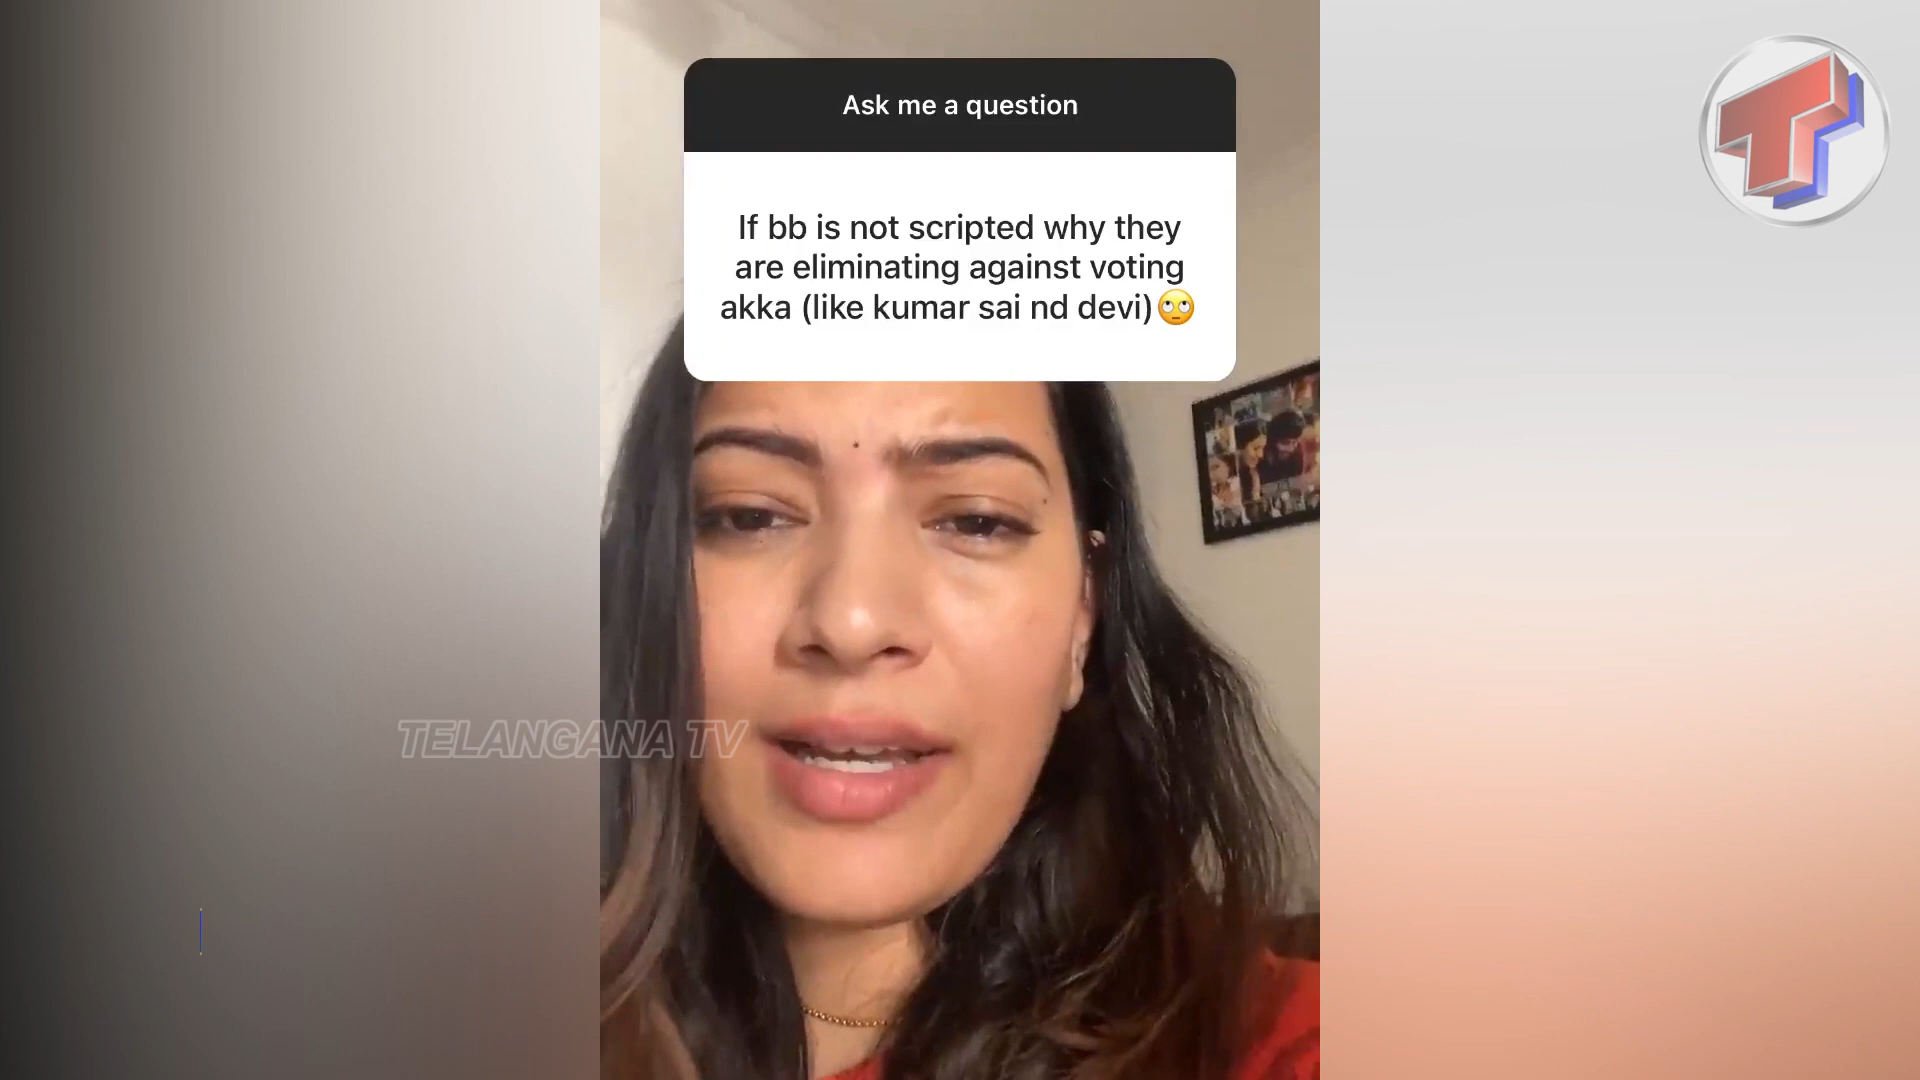 Ask me a question
If bb is not scripted why they
are eliminating against voting
akka (like kumar sai nd devi)🙄
TELANGANA TV